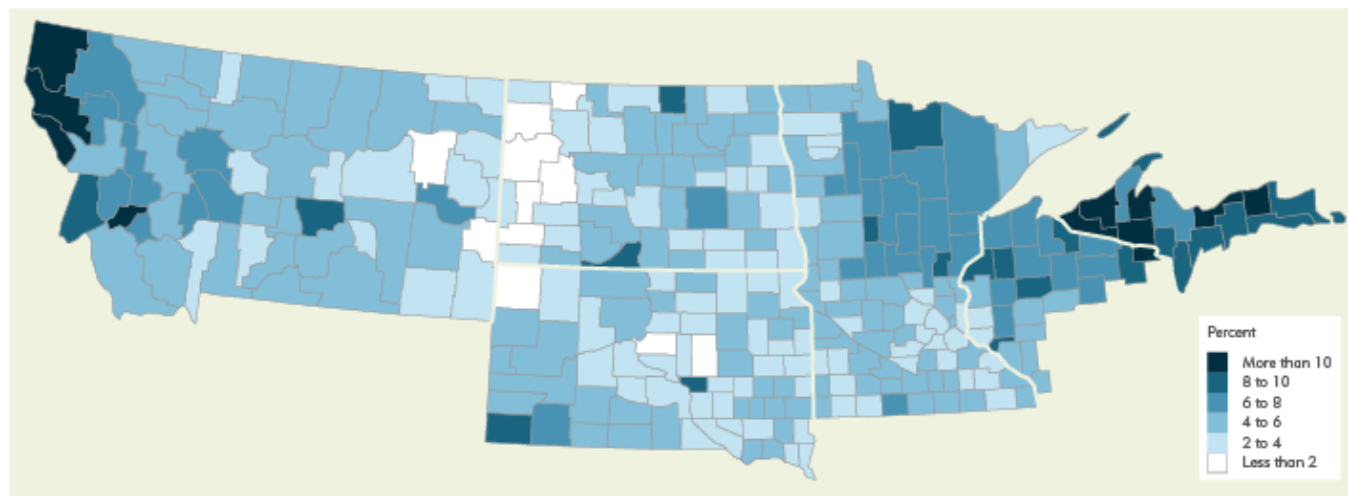 Percent
More than 10
8 to 10
6 to 8
4 to 6
2 to 4
Less than 2